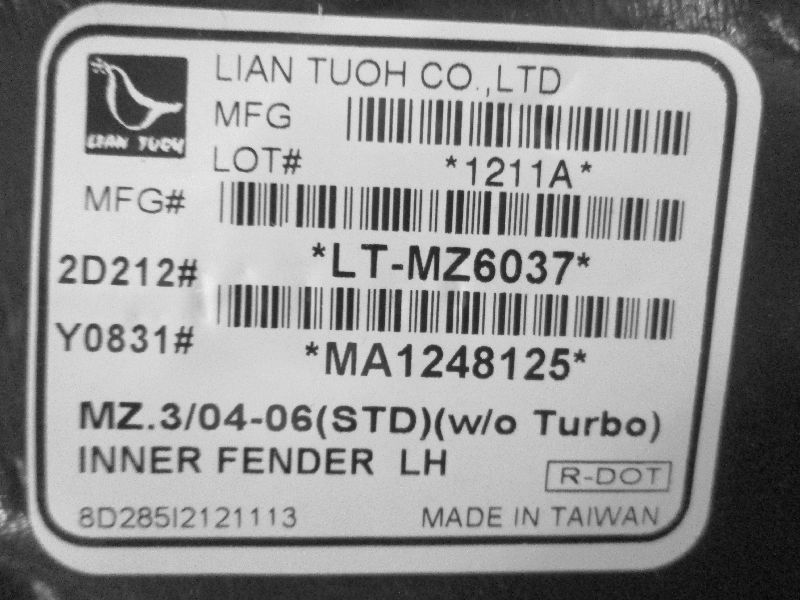 LIAN TUOH CO.,LTD
LIAN TUOH
MFG
LOT#
*1211A*
MFG#
*LT-MZ6037*
2D212#
Y0831#
*MA1248125*
MZ.3/04-06(STD)(w/o Turbo)
INNER FENDER LH
R-DOT
8D285I2121113
MADE IN TAIWAN